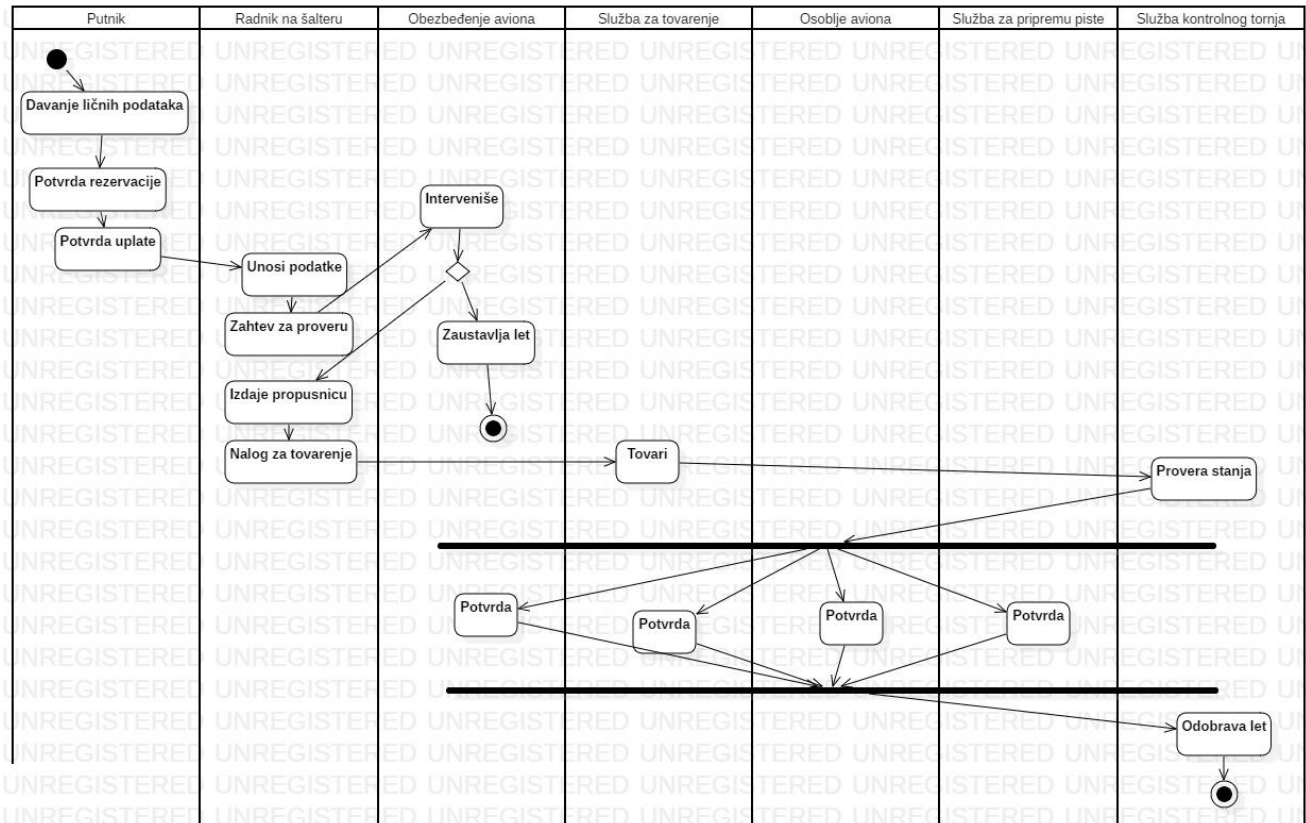 Putnik
Radnik na šalteru
Obezbeđenje aviona
Služba za tovarenje
Osoblje aviona
Služba za pripremu piste
Služba kontrolnog tornja
Davanje ličnih podataka
Potvrda rezervacije
Interveniše
Potvrda uplate
Unosi podatke
Zahtev za proveru
Zaustavlja let
Izdaje propusnicu
Nalog za tovarenje
Tovari
Provera stanja
Potvrda
Potvrda
Potvrda
Potvrda
Odobrava let
UNREGISTERED